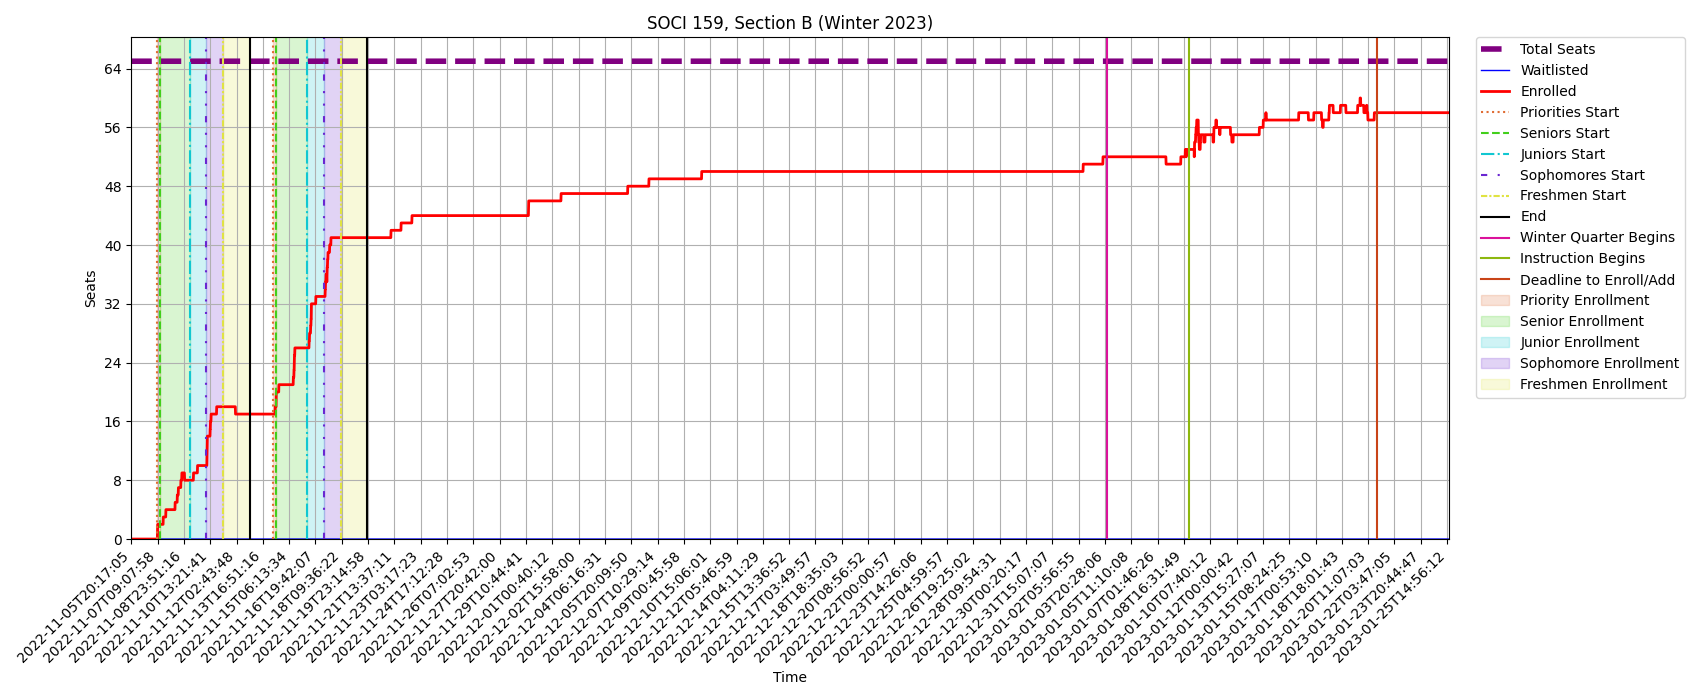 SOCI 159, Section B (Winter 2023)
Total Seats
Waitlisted
Enrolled
Priorities Start
Seniors Start
Juniors Start
Sophomores Start
Freshmen Start
End
Winter Quarter Begins
Instruction Begins
Deadline to Enroll/Add
Priority Enrollment
Senior Enrollment
Junior Enrollment
Sophomore Enrollment
Freshmen Enrollment
Seats
64
56
48
40
32
24
16
8
0
2022-11-05T20:17:05
2022-11-07T09:07:58
2022-11-08T23:51:16
2022-11-10T13:21:41
2022-11-12T02:43:48
2022-11-13T16:51:16
2022-11-15T06:13:34
2022-11-16T19:42:07
2022-11-18T09:36:22
2022-11-19T23:14:58
2022-11-21T13:37:11
2022-11-23T03:17:23
2022-11-24T17:12:28
2022-11-26T07:02:53
2022-11-27T20:42:00
2022-11-29T10:44:41
2022-12-01T00:40:12
2022-12-02T15:58:00
2022-12-04T06:16:31
2022-12-05T20:09:50
2022-12-07T10:29:14
2022-12-09T00:45:58
2022-12-10T15:06:01
2022-12-12T05:46:59
2022-12-14T04:11:29
2022-12-15T13:36:52
2022-12-17T03:49:57
2022-12-18T18:35:03
2022-12-20T08:56:52
2022-12-22T00:00:57
2022-12-23T14:26:06
2022-12-25T04:59:57
2022-12-26T19:25:02
2022-12-28T09:54:31
2022-12-30T00:20:17
2022-12-31T15:07:07
2023-01-02T05:56:55
2023-01-03T20:28:06
2023-01-05T11:10:08
2023-01-07T01:46:26
2023-01-08T16:31:49
2023-01-10T07:40:12
2023-01-12T00:00:42
2023-01-13T15:27:07
2023-01-15T08:24:25
2023-01-17T00:53:10
2023-01-18T18:01:43
2023-01-20T11:07:03
2023-01-22T03:47:05
2023-01-23T20:44:47
2023-01-25T14:56:12
Time